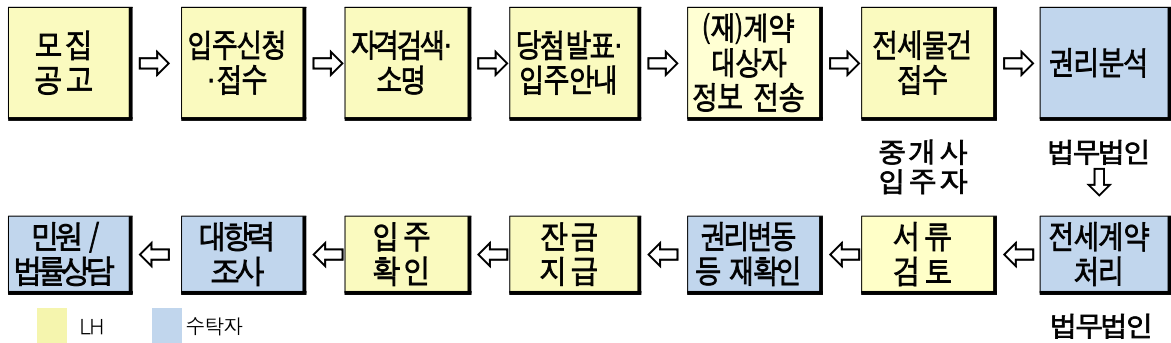 모집
공고
입주신청
·접수
자격검색·
소명
당첨발표·
입주안내
(재)계약
대상자
정보 전송
전세물건
접수
권리분석
중개사
입주자
법무법인
민원 /
법률상담
대항력
조사
입주
확인
잔금
지급
권리변동
등 재확인
서류
검토
전세계약
처리
법무법인
LH
수탁자